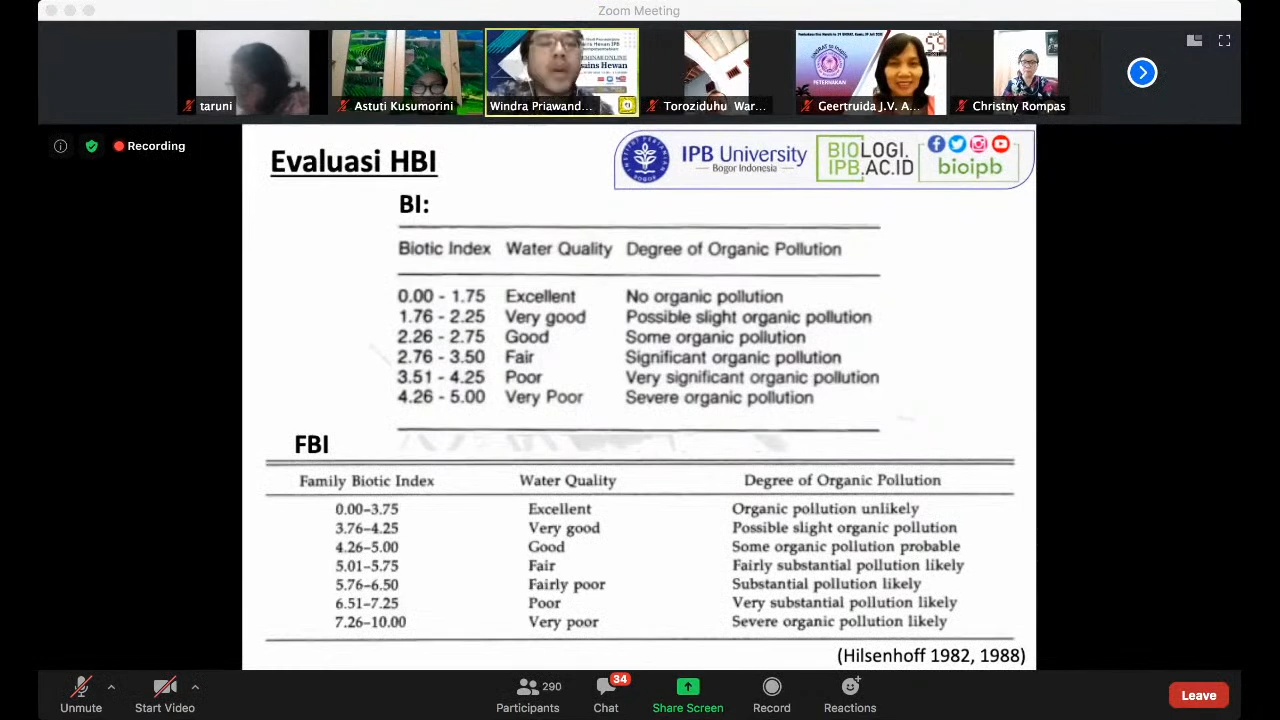 Zoom Meeting
taruni
Astuti Kusumorini
Windra Priawand...
Toroziduhu War...
Geertruida J.V. A...
Christny Rompas
59
PETERNAKAN
SEMINAR ONLINE
Recording
Evaluasi HBI
IPB University
Bogor Indonesia
BIOLOGI.
IPB.AC.ID
bioipb
BI:
Biotic Index Water Quality Degree of Organic Pollution
0.00 - 1.75 Excellent No organic pollution
1.76 - 2.25 Very good Possible slight organic pollution
2.26 - 2.75 Good Some organic pollution
2.76 - 3.50 Fair Significant organic pollution
3.51 - 4.25 Poor Very significant organic pollution
4.26 - 5.00 Very Poor Severe organic pollution
FBI
Family Biotic Index Water Quality Degree of Organic Pollution
0.00–3.75 Excellent Organic pollution unlikely
3.76–4.25 Very good Possible slight organic pollution
4.26–5.00 Good Some organic pollution probable
5.01–5.75 Fair Fairly substantial pollution likely
5.76–6.50 Fairly poor Substantial pollution likely
6.51–7.25 Poor Very substantial pollution likely
7.26–10.00 Very poor Severe organic pollution likely
(Hilsenhoff 1982, 1988)
Unmute
Start Video
290
Participants
34
Chat
Share Screen
Record
Reactions
Leave